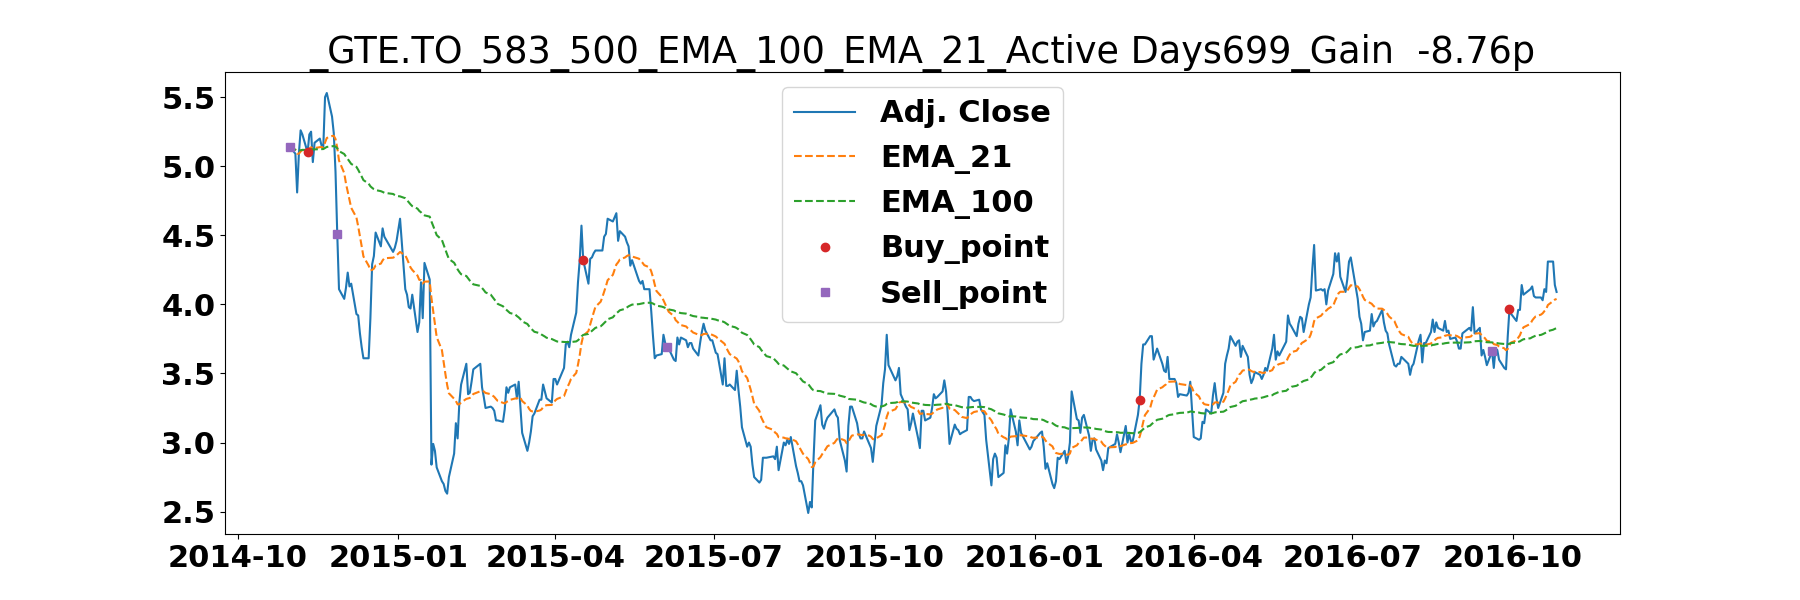 _GTE.TO_583_500_EMA_100_EMA_21_Active Days699_Gain  -8.76p
5.5
5.0
4.5
4.0
3.5
3.0
2.5
Adj. Close
EMA_21
EMA_100
Buy_point
Sell_point
2014-10 2015-01 2015-04 2015-07 2015-10 2016-01 2016-04 2016-07 2016-10